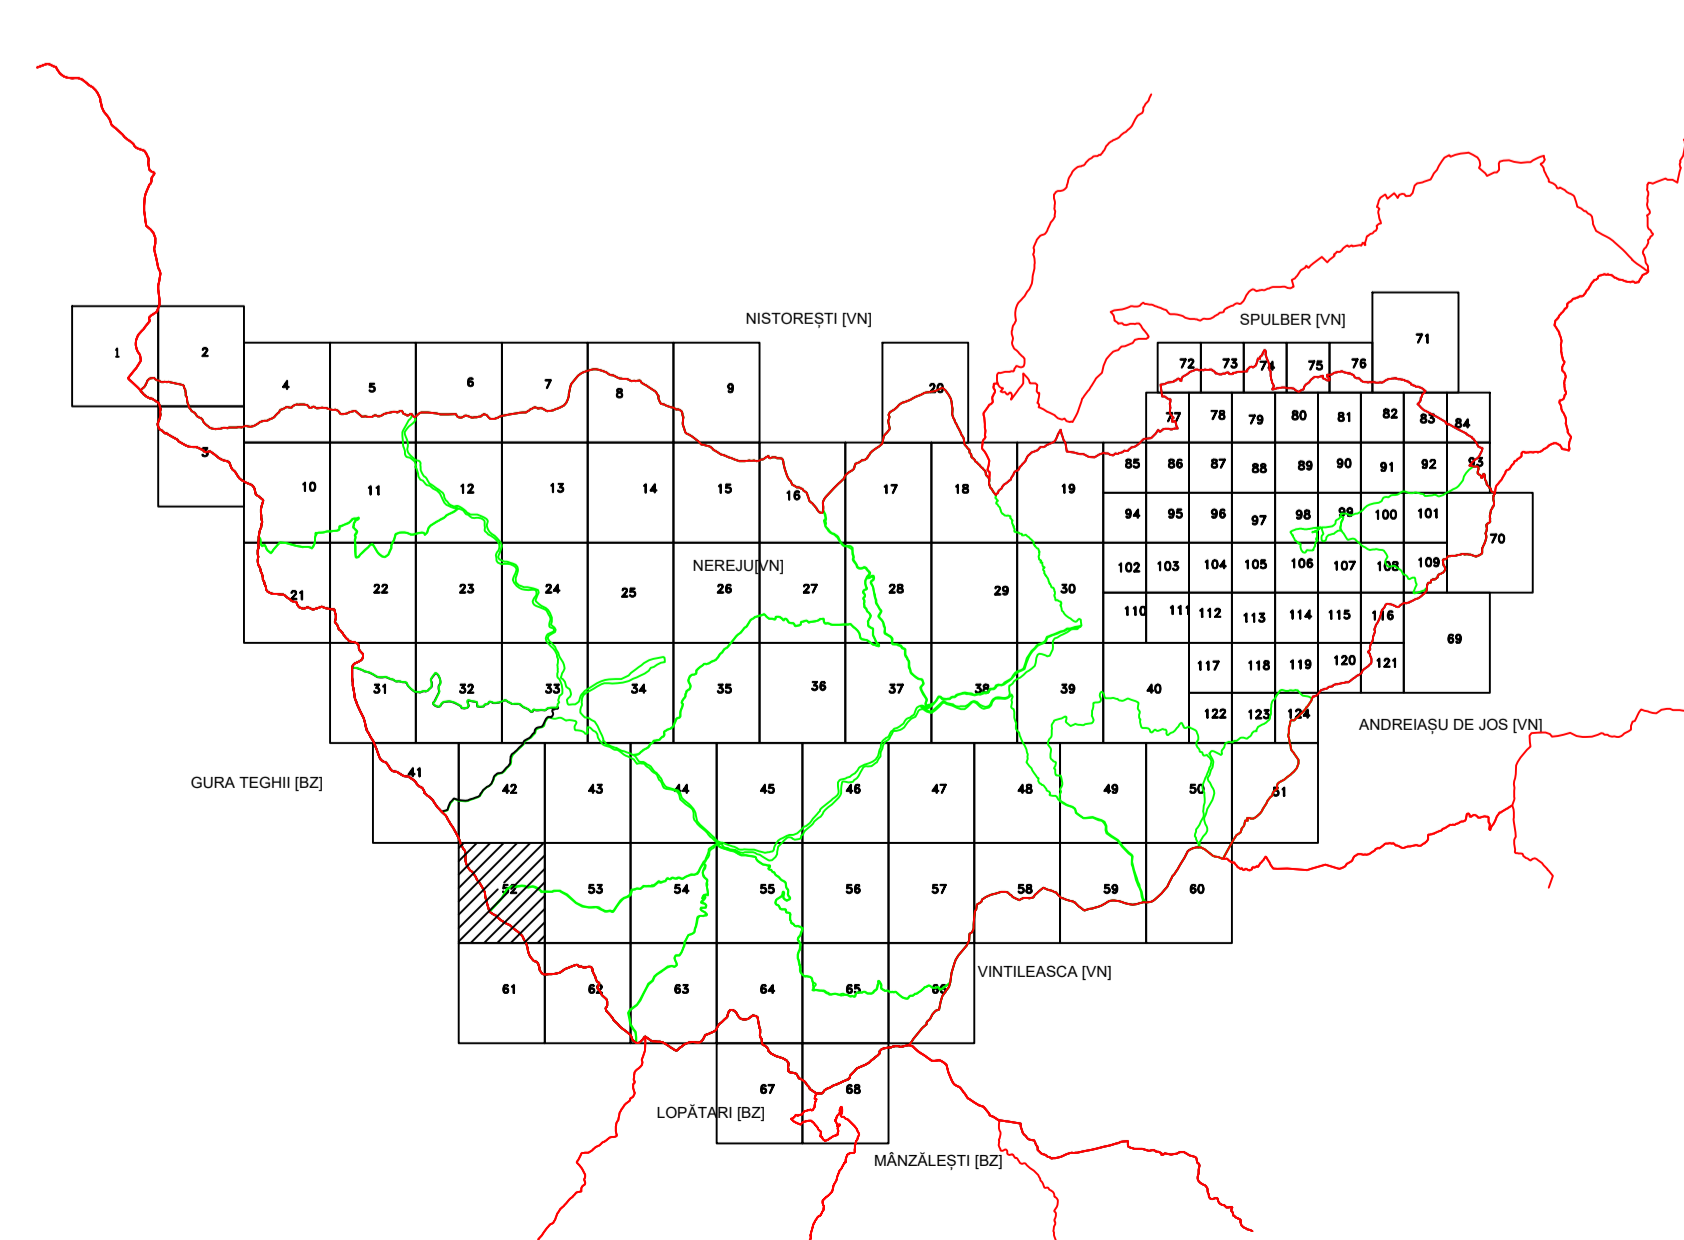 NISTOREȘTI [VN]
SPULBER [VN]
71
1 2
4 5 6 7 8 9 20
72 73 74 75 76
77 78 79 80 81 82 83 84
3
10 11 12 13 14 15 16 17 18 19
85 86 87 88 89 90 91 92 93
94 95 96 97 98 99 100 101
70
NEREJU[VN]
21 22 23 24 25 26 27 28 29 30
102 103 104 105 106 107 108 109
110 111 112 113 114 115 116
69
31 32 33 34 35 36 37 38 39 40
117 118 119 120 121
122 123 124
ANDREIAȘU DE JOS [VN]
GURA TEGHII [BZ]
41 42 43 44 45 46 47 48 49 50 51
52 53 54 55 56 57 58 59 60
VINTILEASCA [VN]
61 62 63 64 65 66
67 68
LOPĂTARI [BZ]
MÂNZĂLEȘTI [BZ]